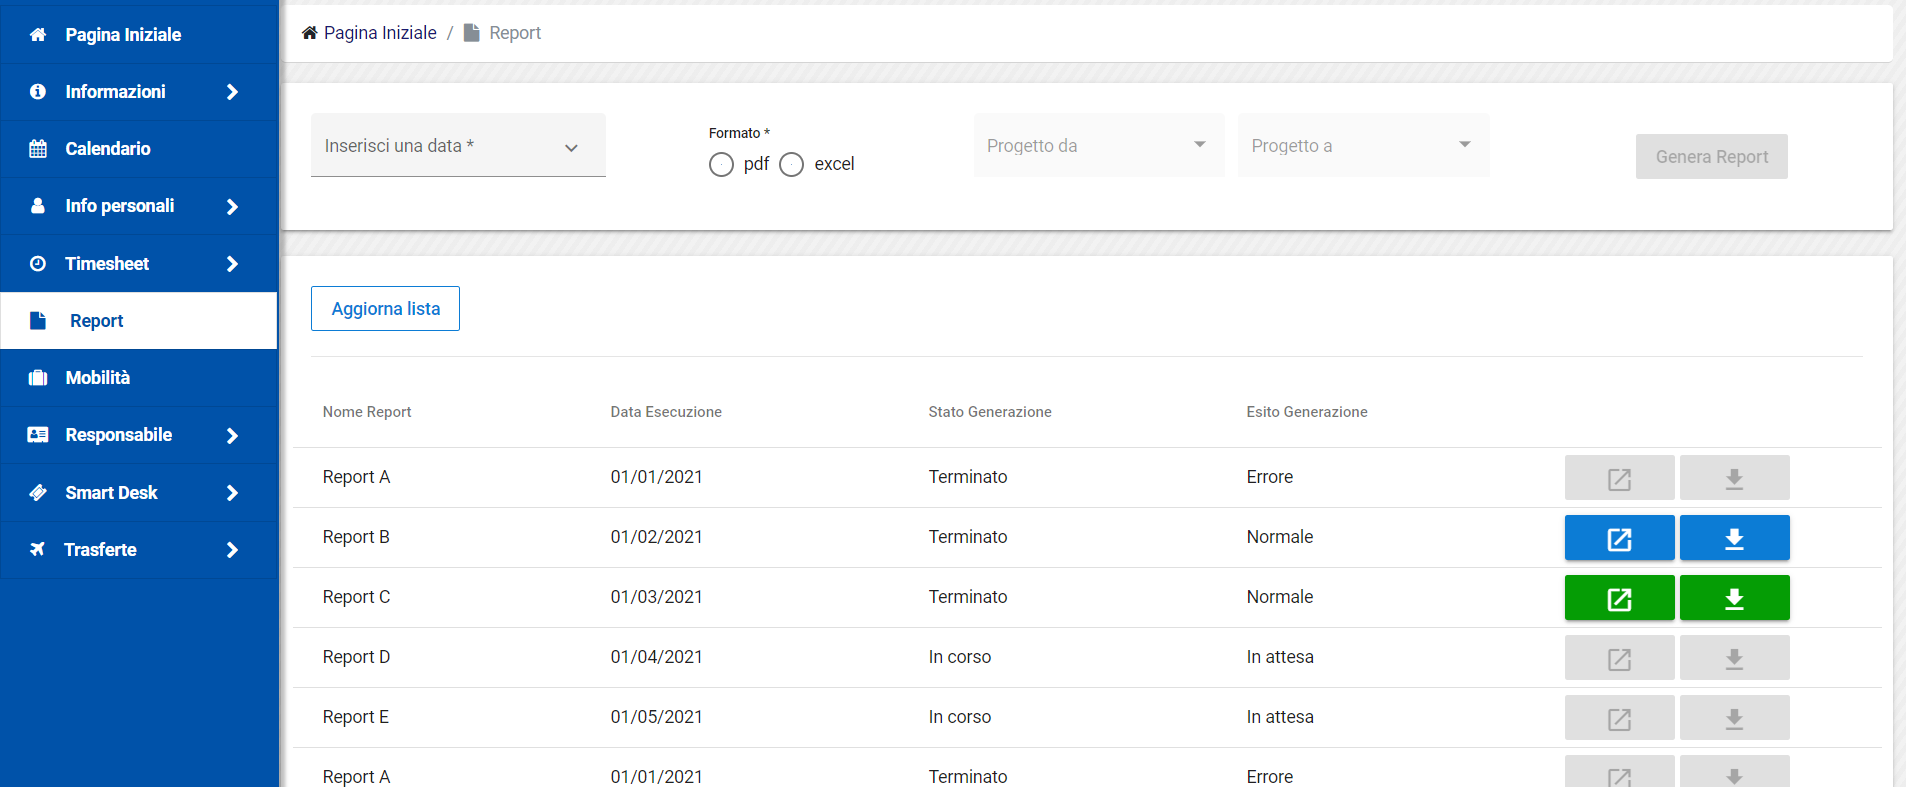 Pagina Iniziale
Informazioni
Calendario
Info personali
Timesheet
Report
Mobilità
Responsabile
Smart Desk
Trasferte
Pagina Iniziale / Report
Inserisci una data *
Formato *
pdf excel
Progetto da
Progetto a
Genera Report
Aggiorna lista
Nome Report Data Esecuzione Stato Generazione Esito Generazione
Report A 01/01/2021 Terminato Errore
Report B 01/02/2021 Terminato Normale
Report C 01/03/2021 Terminato Normale
Report D 01/04/2021 In corso In attesa
Report E 01/05/2021 In corso In attesa
Report A 01/01/2021 Terminato Errore